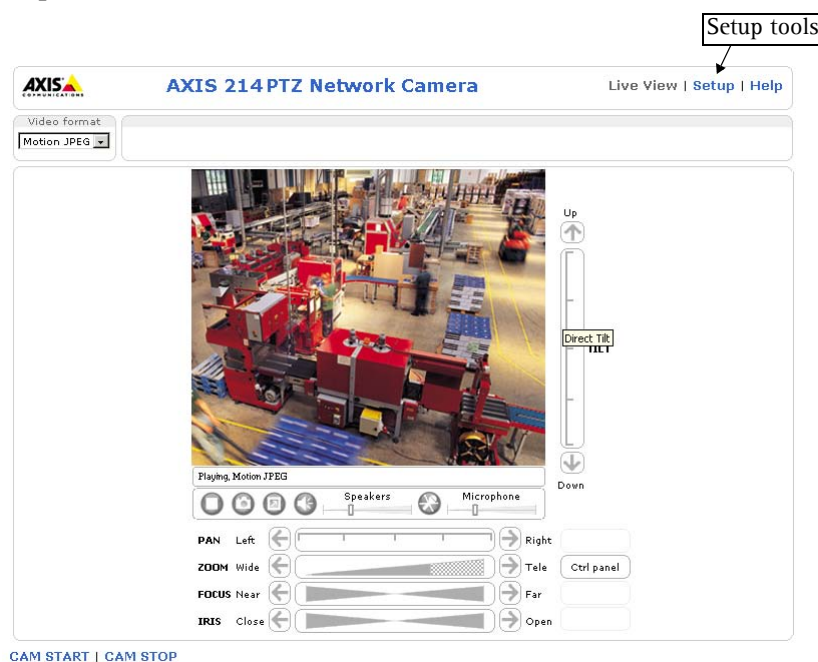 Setup tools
AXIS
COMMUNICATIONS
AXIS 214 PTZ Network Camera
Live View | Setup | Help
Video format
Motion JPEG
Up
Direct Tilt
TILT
Down
Playing, Motion JPEG
Speakers
Microphone
PAN Left
Right
ZOOM Wide
Tele
Ctrl panel
FOCUS Near
Far
IRIS Close
Open
CAM START | CAM STOP